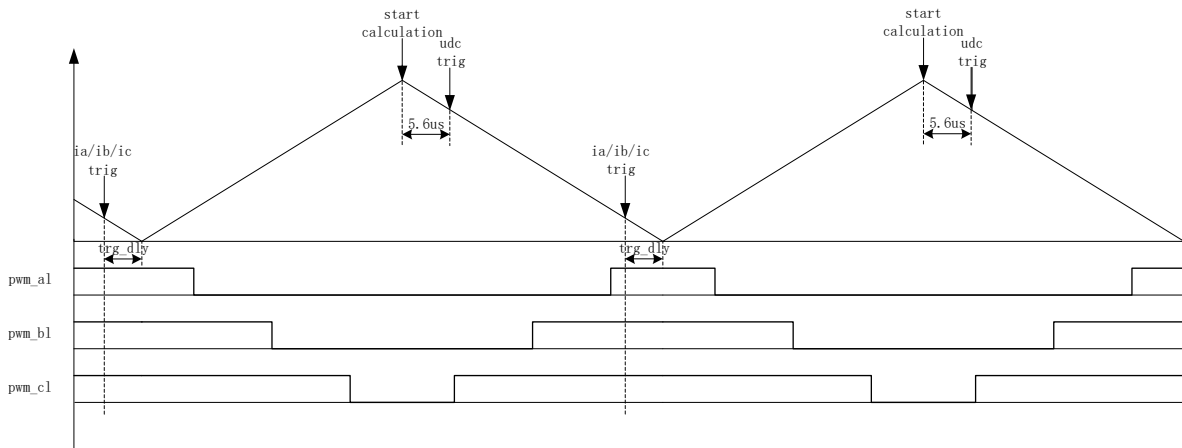 start
calculation
udc
trig
5.6us
ia/ib/ic
trig
trg_dly
start
calculation
udc
trig
5.6us
ia/ib/ic
trig
trg_dly
pwm_al
pwm_bl
pwm_cl